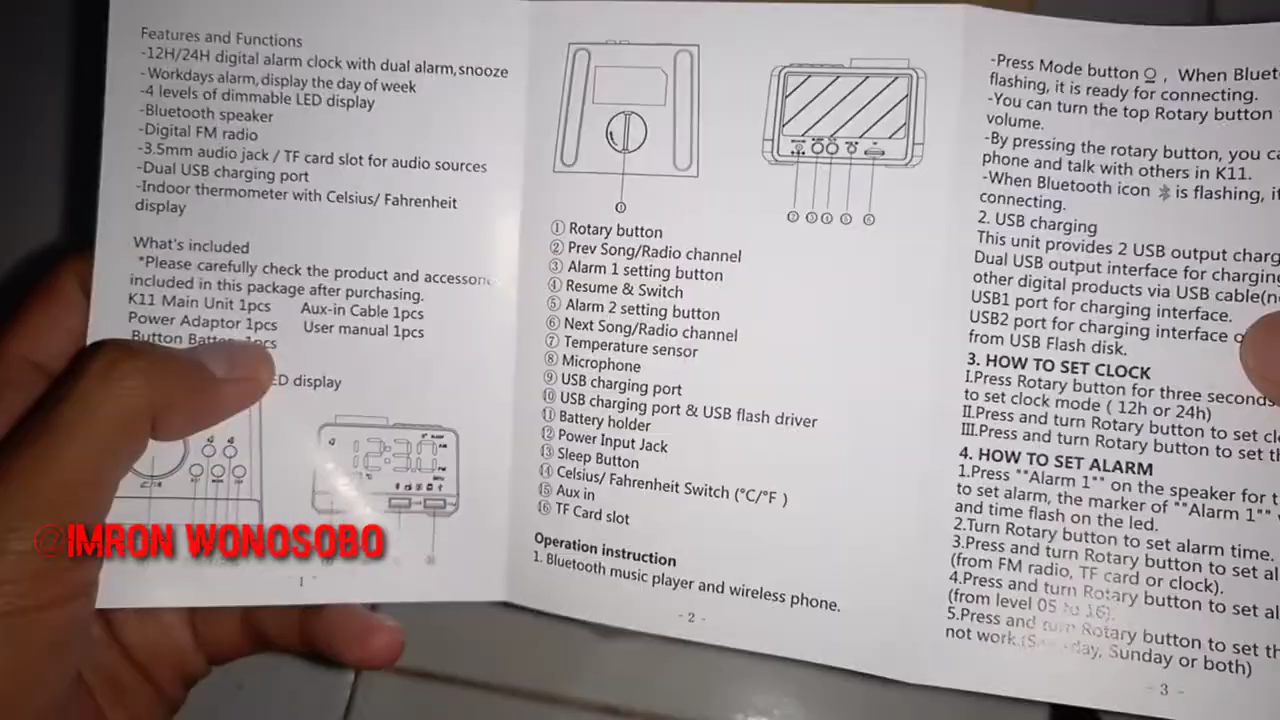 Features and Functions
-12H/24H digital alarm clock with dual alarm,snooze
-Workdays alarm,display the day of week
-4 levels of dimmable LED display
-Bluetooth speaker
-Digital FM radio
-3.5mm audio jack / TF card slot for audio sources
-Dual USB charging port
-Indoor thermometer with Celsius/ Fahrenheit
display
What's included
*Please carefully check the product and accessories
included in this package after purchasing.
K11 Main Unit 1pcs Aux-in Cable 1pcs
Power Adaptor 1pcs User manual 1pcs
Button Battery 1pcs
LED display
12:30
@IMRON WONOSOBO
1
① Rotary button
② Prev Song/Radio channel
③ Alarm 1 setting button
④ Resume & Switch
⑤ Alarm 2 setting button
⑥ Next Song/Radio channel
⑦ Temperature sensor
⑧ Microphone
⑨ USB charging port
⑩ USB charging port & USB flash driver
⑪ Battery holder
⑫ Power Input Jack
⑬ Sleep Button
⑭ Celsius/ Fahrenheit Switch (°C/°F )
⑮ Aux in
⑯ TF Card slot
Operation instruction
1. Bluetooth music player and wireless phone.
- 2 -
-Press Mode button , When Bluet
flashing, it is ready for connecting.
-You can turn the top Rotary button
volume.
-By pressing the rotary button, you ca
phone and talk with others in K11.
-When Bluetooth icon is flashing, i
connecting.
2. USB charging
This unit provides 2 USB output charg
Dual USB output interface for charging
other digital products via USB cable(n
USB1 port for charging interface.
USB2 port for charging interface
from USB Flash disk.
3. HOW TO SET CLOCK
I.Press Rotary button for three seconds
to set clock mode ( 12h or 24h)
II.Press and turn Rotary button to set cl
III.Press and turn Rotary button to set th
4. HOW TO SET ALARM
1.Press "Alarm 1" on the speaker for t
to set alarm, the marker of "Alarm 1"
and time flash on the led.
2.Turn Rotary button to set alarm time.
3.Press and turn Rotary button to set al
(from FM radio, TF card or clock).
4.Press and turn Rotary button to set al
(from level 05 to 16).
5.Press and turn Rotary button to set th
not work.(Saturday, Sunday or both)
- 3 -